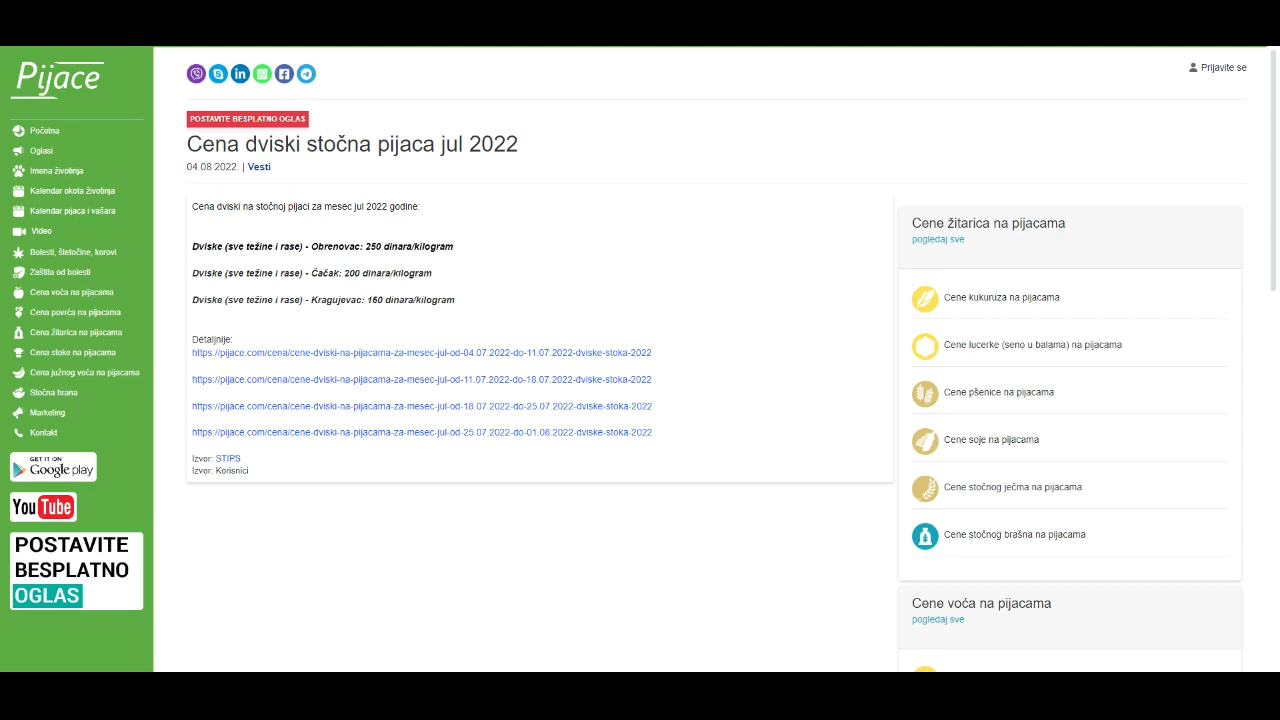 Pijace
Početna
Oglasi
Imena životinja
Kalendar okota životinja
Kalendar pijaca i vašara
Video
Bolesti, štetočine, korovi
Zaštita od bolesti
Cena voća na pijacama
Cena povrća na pijacama
Cena žitarica na pijacama
Cena stoke na pijacama
Cena južnog voća na pijacama
Stočna hrana
Marketing
Kontakt
GET IT ON
Google play
You Tube
POSTAVITE
BESPLATNO
OGLAS
Prijavite se
POSTAVITE BESPLATNO OGLAS
Cena dviski stočna pijaca jul 2022
04.08.2022. | Vesti
Cena dviski na stočnoj pijaci za mesec jul 2022 godine:
Dviske (sve težine i rase) - Obrenovac: 250 dinara/kilogram
Dviske (sve težine i rase) - Čačak: 200 dinara/kilogram
Dviske (sve težine i rase) - Kragujevac: 160 dinara/kilogram
Detaljnije:
https://pijace.com/cena/cene-dviski-na-pijacama-za-mesec-jul-od-04.07.2022-do-11.07.2022-dviske-stoka-2022
https://pijace.com/cena/cene-dviski-na-pijacama-za-mesec-jul-od-11.07.2022-do-18.07.2022-dviske-stoka-2022
https://pijace.com/cena/cene-dviski-na-pijacama-za-mesec-jul-od-18.07.2022-do-25.07.2022-dviske-stoka-2022
https://pijace.com/cena/cene-dviski-na-pijacama-za-mesec-jul-od-25.07.2022-do-01.08.2022-dviske-stoka-2022
Izvor: STIPS
Izvor: Korisnici
Cene žitarica na pijacama
pogledaj sve
Cene kukuruza na pijacama
Cene lucerke (seno u balama) na pijacama
Cene pšenice na pijacama
Cene soje na pijacama
Cene stočnog ječma na pijacama
Cene stočnog brašna na pijacama
Cene voća na pijacama
pogledaj sve